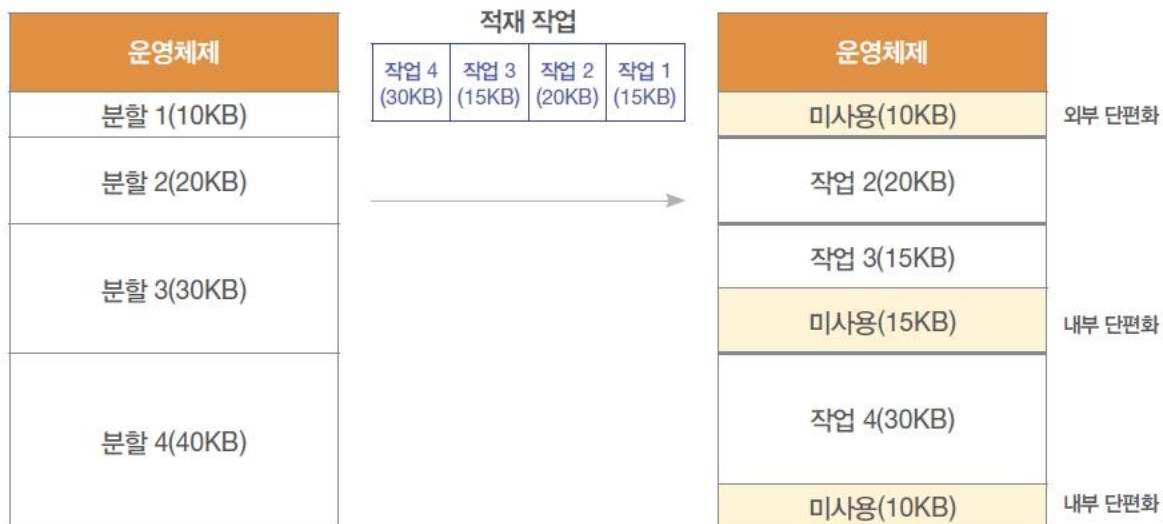 운영체제
분할 1(10KB)
분할 2(20KB)
분할 3(30KB)
분할 4(40KB)
적재 작업
작업 4 작업 3 작업 2 작업 1
(30KB) (15KB) (20KB) (15KB)
운영체제
미사용(10KB) 외부 단편화
작업 2(20KB)
작업 3(15KB)
미사용(15KB) 내부 단편화
작업 4(30KB)
미사용(10KB) 내부 단편화